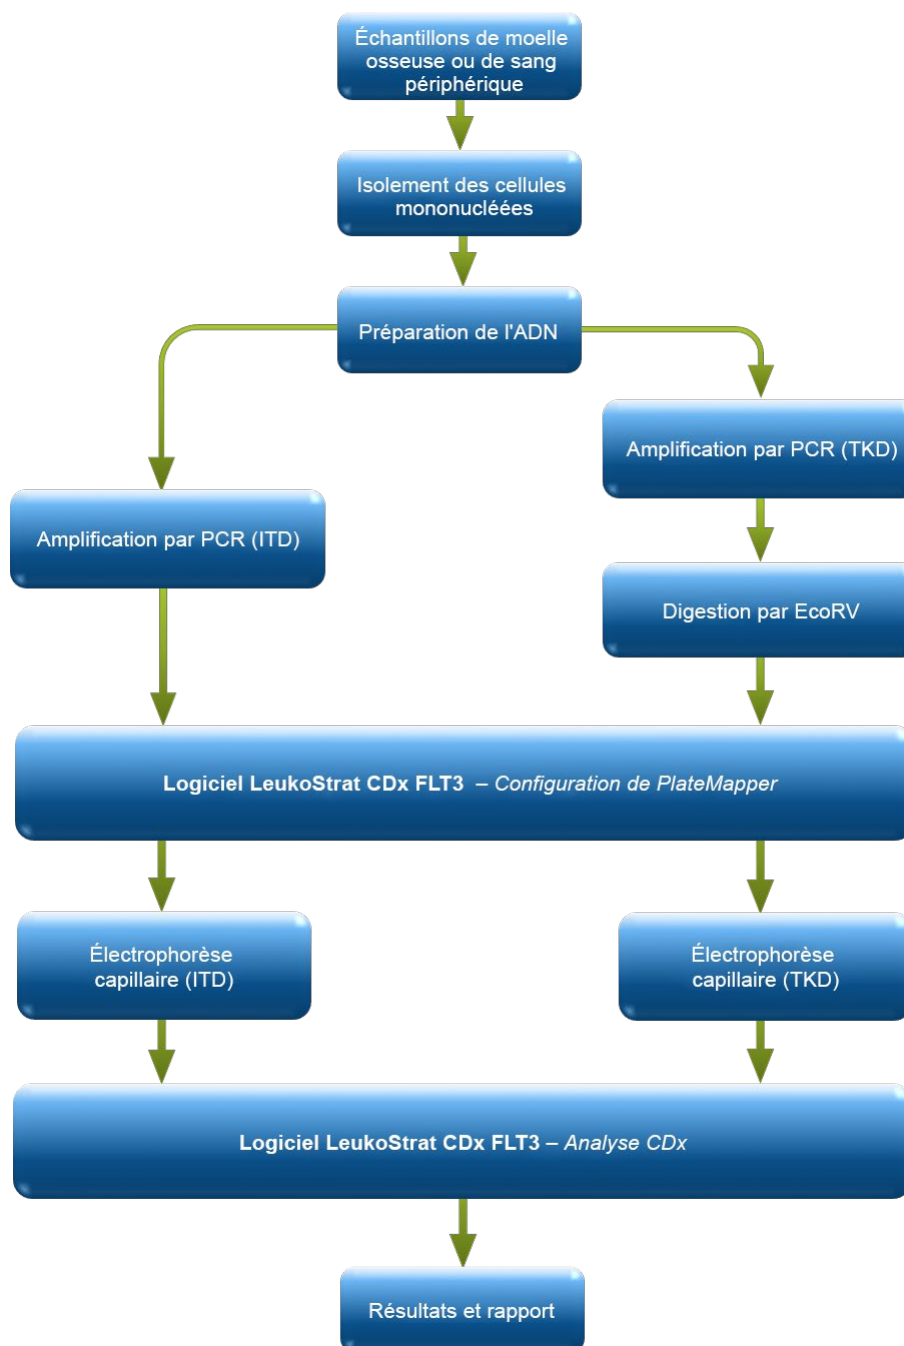 Échantillons de moelle
osseuse ou de sang
périphérique
Isolement des cellules
mononucléées
Préparation de l'ADN
Amplification par PCR (TKD)
Amplification par PCR (ITD)
Digestion par EcoRV
Logiciel LeukoStrat CDx FLT3 – Configuration de PlateMapper
Électrophorèse
capillaire (ITD)
Électrophorèse
capillaire (TKD)
Logiciel LeukoStrat CDx FLT3 – Analyse CDx
Résultats et rapport